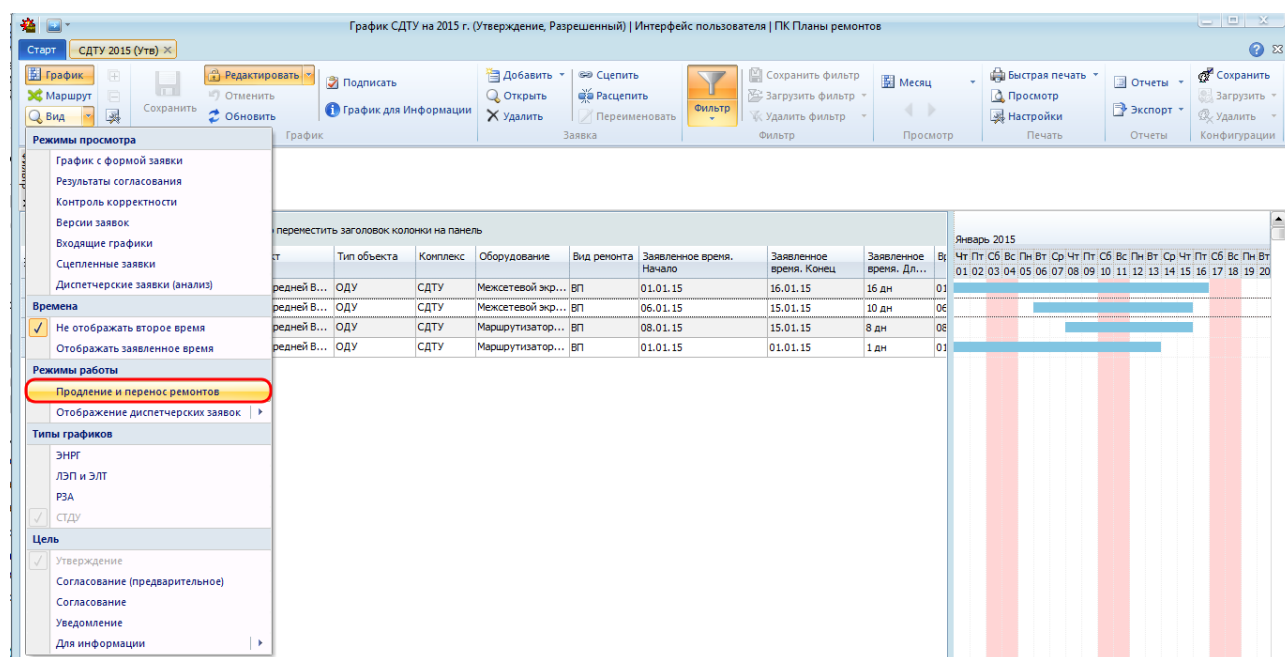 График СДТУ на 2015 г. (Утверждение, Разрешенный) | Интерфейс пользователя | ПК Планы ремонтов
Старт СДТУ 2015 (Утв)
График Редактировать Подписать Добавить Сцепить Сохранить фильтр Месяц Быстрая печать Отчеты Сохранить
Маршрут Сохранить Отменить График для Информации Открыть Расцепить Фильтр Загрузить фильтр Просмотр Экспорт Загрузить
Вид Обновить Удалить Переименовать Удалить фильтр Настройки Удалить
График Заявка Фильтр Просмотр Печать Отчеты Конфигурации
Режимы просмотра
График с формой заявки
Результаты согласования
Контроль корректности
Версии заявок
Входящие графики
Сцепленные заявки
Диспетчерские заявки (анализ)
Времена
Не отображать второе время
Отображать заявленное время
Режимы работы
Продление и перенос ремонтов
Отображение диспетчерских заявок
Типы графиков
ЭНРГ
ЛЭП и ЭЛТ
РЗА
СТДУ
Цель
Утверждение
Согласование (предварительное)
Согласование
Уведомление
Для информации
переместить заголовок колонки на панель
Тип объекта Комплекс Оборудование Вид ремонта Заявленное время. Начало Заявленное время. Конец Заявленное время. Дл...
редней В... ОДУ СДТУ Межсетевой экр... ВП 01.01.15 16.01.15 16 дн
редней В... ОДУ СДТУ Межсетевой экр... ВП 06.01.15 15.01.15 10 дн
редней В... ОДУ СДТУ Маршрутизатор... ВП 08.01.15 15.01.15 8 дн
редней В... ОДУ СДТУ Маршрутизатор... ВП 01.01.15 01.01.15 1 дн
Январь 2015
Чт Пт Сб Вс Пн Вт Ср Чт Пт Сб Вс Пн Вт Ср Чт Пт Сб Вс Пн Вт
01 02 03 04 05 06 07 08 09 10 11 12 13 14 15 16 17 18 19 20